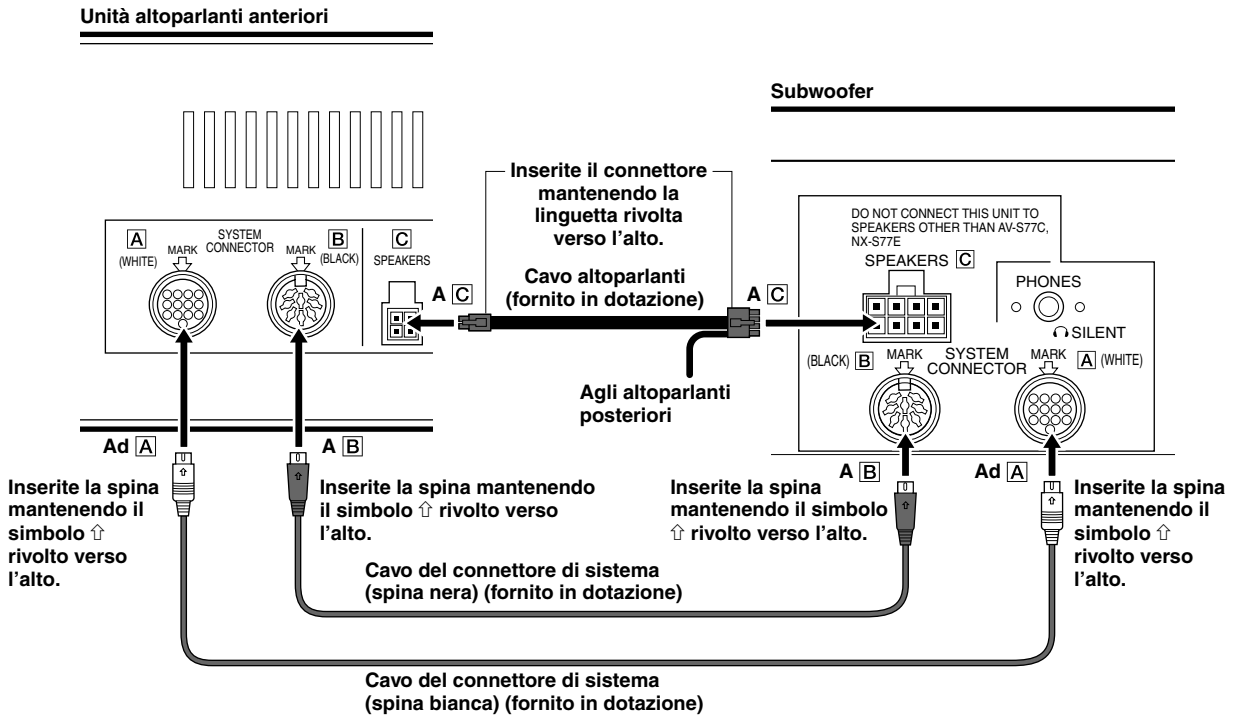 Unità altoparlanti anteriori
Subwoofer
Inserite il connettore
mantenendo la
linguetta rivolta
verso l'alto.
Cavo altoparlanti
(fornito in dotazione)
A
(WHITE)
MARK
SYSTEM
CONNECTOR
MARK
B
(BLACK)
C
SPEAKERS
A C
A C
DO NOT CONNECT THIS UNIT TO
SPEAKERS OTHER THAN AV-S77C,
NX-S77E
SPEAKERS C
PHONES
SILENT
(BLACK) B
MARK
SYSTEM
CONNECTOR
MARK
A (WHITE)
Agli altoparlanti
posteriori
Ad A
A B
A B
Ad A
Inserite la spina
mantenendo il
simbolo ⇧
rivolto verso
l'alto.
Inserite la spina mantenendo
il simbolo ⇧ rivolto verso
l'alto.
Inserite la spina
mantenendo il simbolo
⇧ rivolto verso l'alto.
Inserite la spina
mantenendo il
simbolo ⇧
rivolto verso
l'alto.
Cavo del connettore di sistema
(spina nera) (fornito in dotazione)
Cavo del connettore di sistema
(spina bianca) (fornito in dotazione)